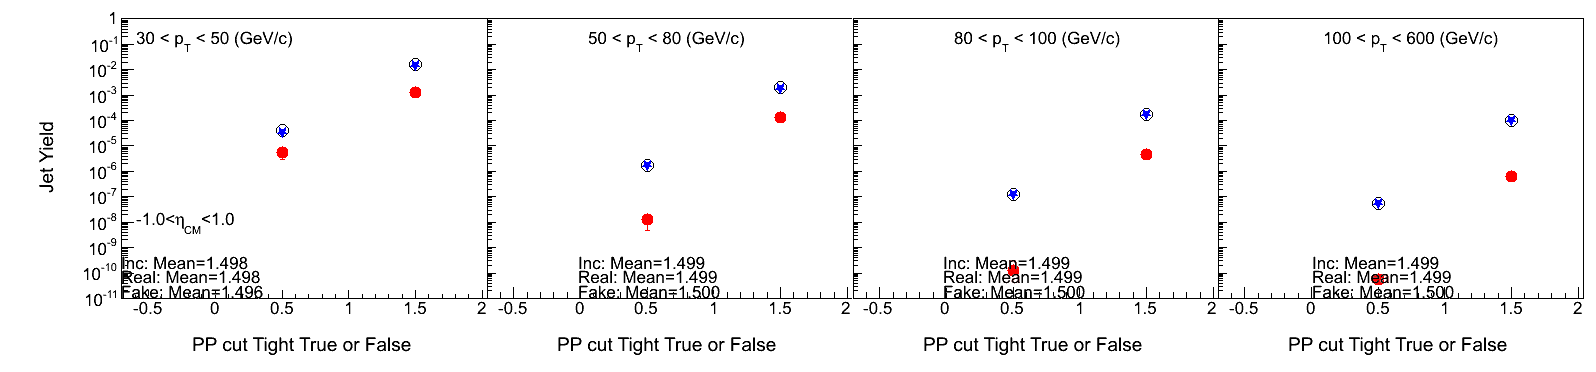 Jet Yield
1
10-1
10-2
10-3
10-4
10-5
10-6
10-7
10-8
10-9
10-10
10-11
30 < pT < 50 (GeV/c)
-1.0<ηCM<1.0
Inc: Mean=1.498
Real: Mean=1.498
Fake: Mean=1.496
-0.5 0 0.5 1 1.5 2
PP cut Tight True or False
50 < pT < 80 (GeV/c)
Inc: Mean=1.499
Real: Mean=1.499
Fake: Mean=1.500
-0.5 0 0.5 1 1.5 2
PP cut Tight True or False
80 < pT < 100 (GeV/c)
Inc: Mean=1.499
Real: Mean=1.499
Fake: Mean=1.500
-0.5 0 0.5 1 1.5 2
PP cut Tight True or False
100 < pT < 600 (GeV/c)
Inc: Mean=1.499
Real: Mean=1.499
Fake: Mean=1.500
-0.5 0 0.5 1 1.5 2
PP cut Tight True or False